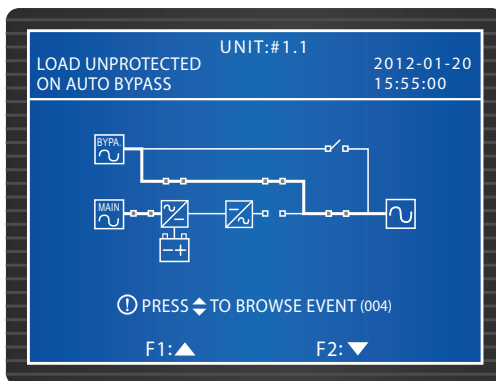 UNIT:#1.1
LOAD UNPROTECTED
2012-01-20
ON AUTO BYPASS
15:55:00
BYPA.
MAIN
PRESS TO BROWSE EVENT (004)
F1:
F2: